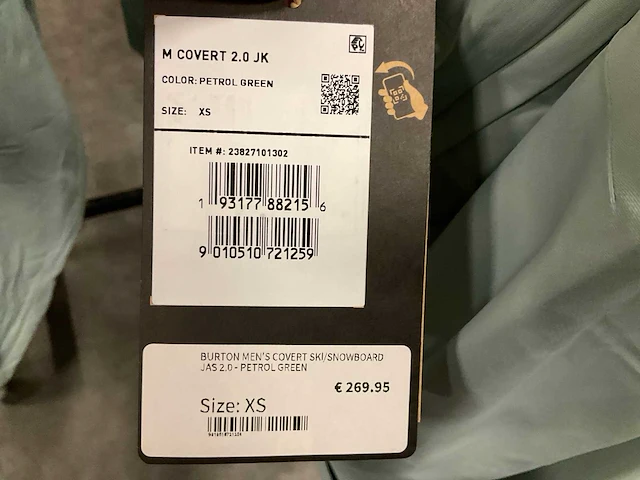 M COVERT 2.0 JK
COLOR: PETROL GREEN
SIZE: XS
ITEM #: 23827101302
1 93177 88215 6
9 010510 721259
BURTON MEN'S COVERT SKI/SNOWBOARD
JAS 2.0 - PETROL GREEN
€ 269.95
Size: XS